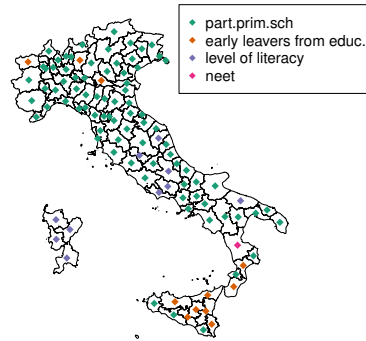 part.prim.sch
early leavers from educ.
level of literacy
neet